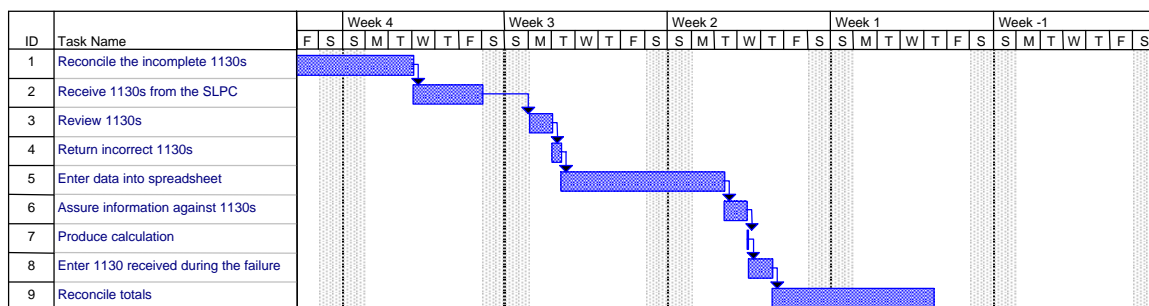 Week 4 Week 3 Week 2 Week 1 Week -1
ID Task Name F S S M T W T F S S M T W T F S S M T W T F S S M T W T F S S M T W T F S
1 Reconcile the incomplete 1130s
2 Receive 1130s from the SLPC
3 Review 1130s
4 Return incorrect 1130s
5 Enter data into spreadsheet
6 Assure information against 1130s
7 Produce calculation
8 Enter 1130 received during the failure
9 Reconcile totals